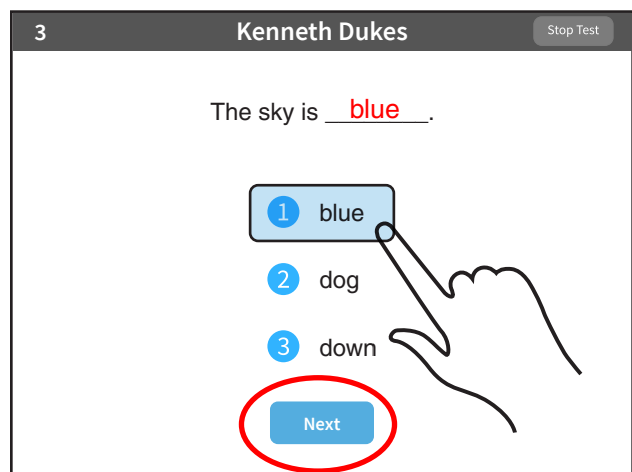 3 Kenneth Dukes Stop Test
The sky is blue.
1 blue
2 dog
3 down
Next